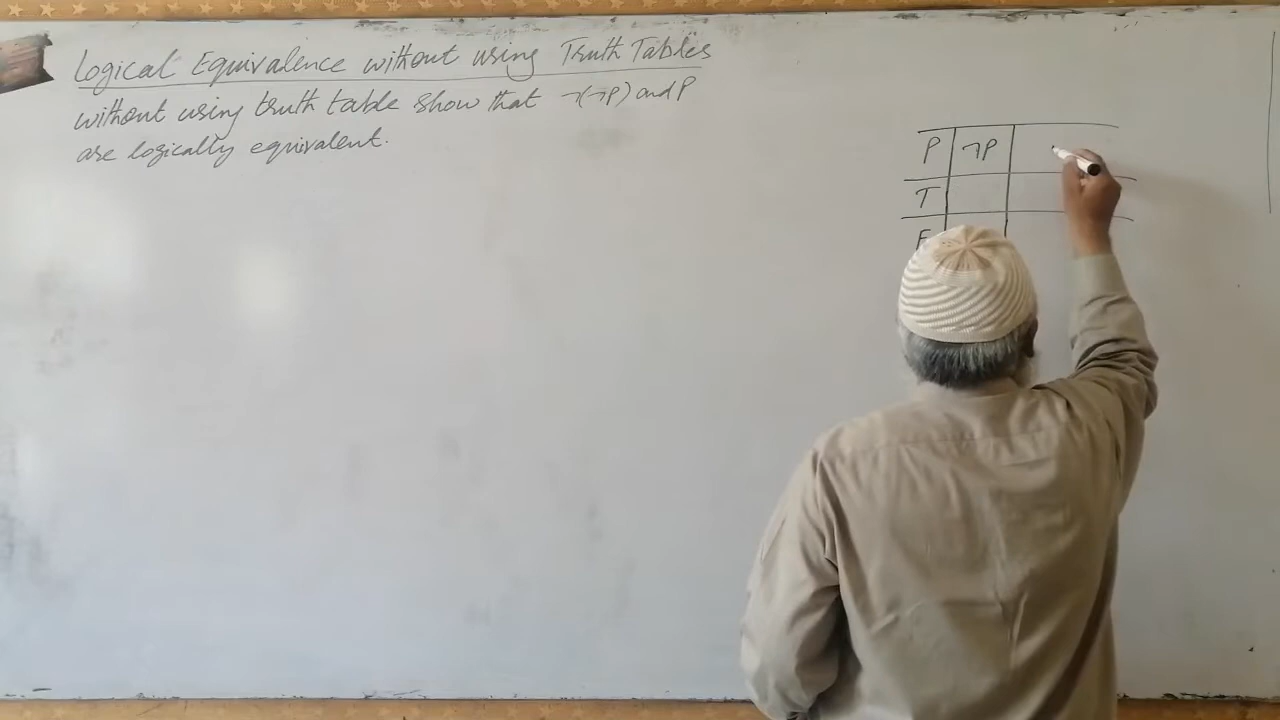 Logical Equivalence without using Truth Tables
without using truth table show that ¬(¬P) and P
are logically equivalent.
P ¬P
T
F